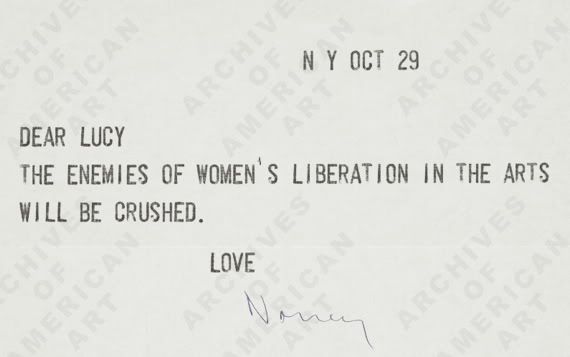 N Y OCT 29
DEAR LUCY
THE ENEMIES OF WOMEN'S LIBERATION IN THE ARTS
WILL BE CRUSHED.
LOVE
Nancy
ARCHIVES
OF
AMERICAN
ART